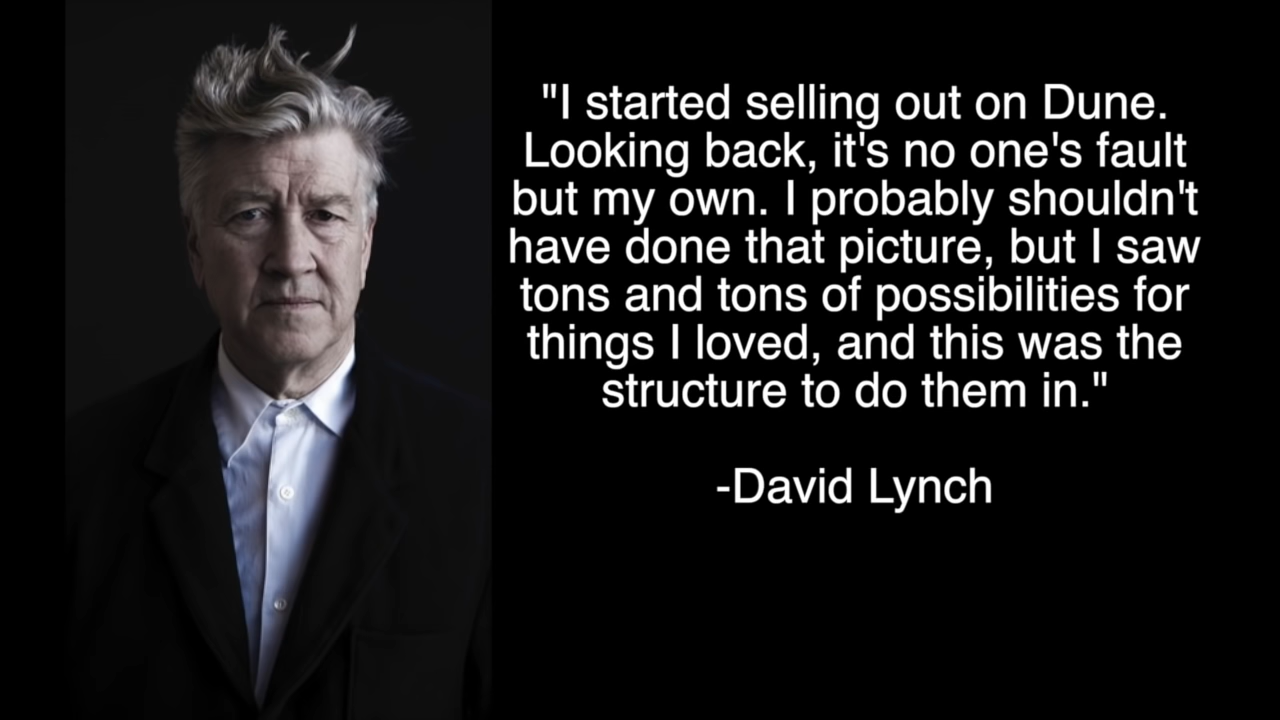 "I started selling out on Dune.
Looking back, it's no one's fault
but my own. I probably shouldn't
have done that picture, but I saw
tons and tons of possibilities for
things I loved, and this was the
structure to do them in."
-David Lynch